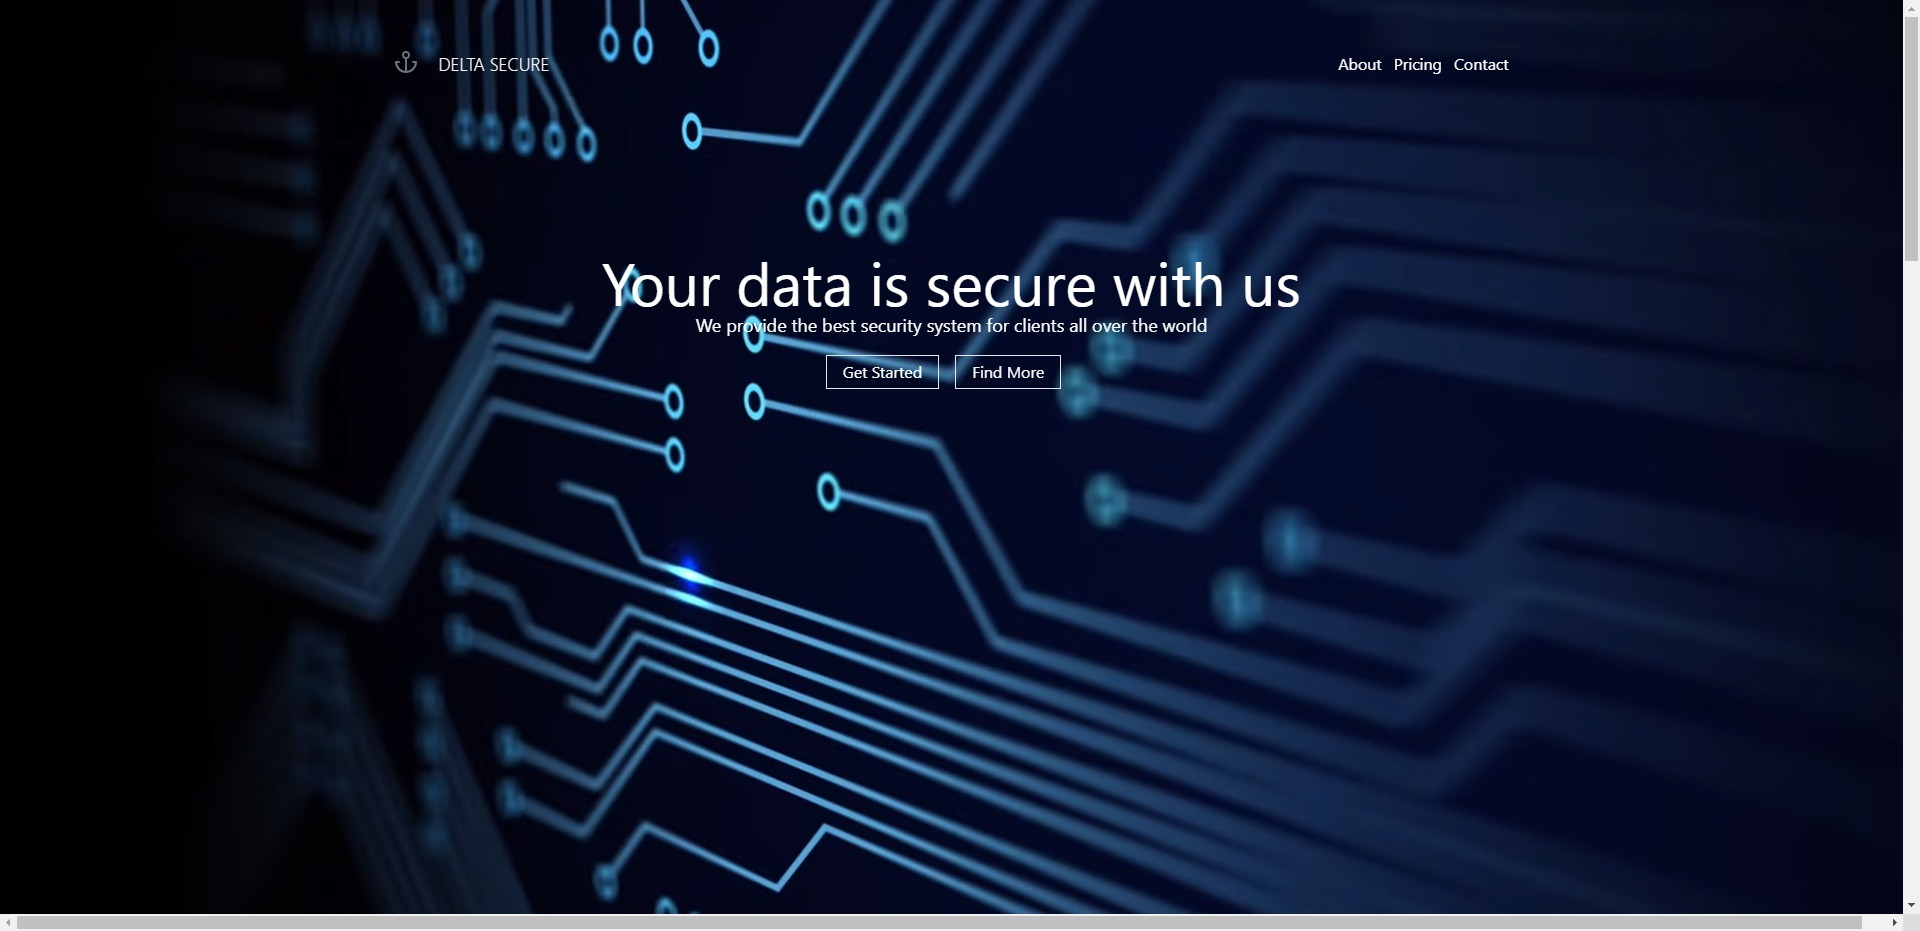 DELTA SECURE
About Pricing Contact
Your data is secure with us
We provide the best security system for clients all over the world
Get Started Find More